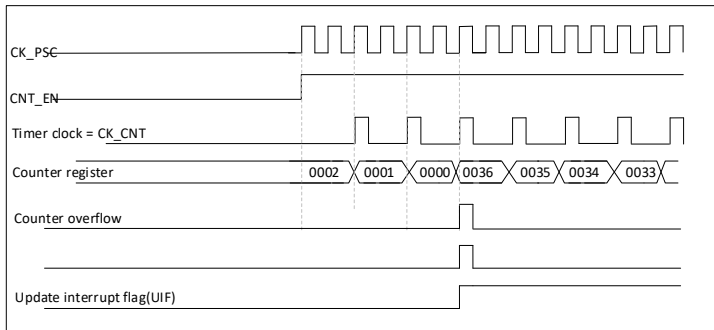 CK_PSC
CNT_EN
Timer clock = CK_CNT
Counter register 0002 0001 0000 0036 0035 0034 0033
Counter overflow
Update interrupt flag(UIF)